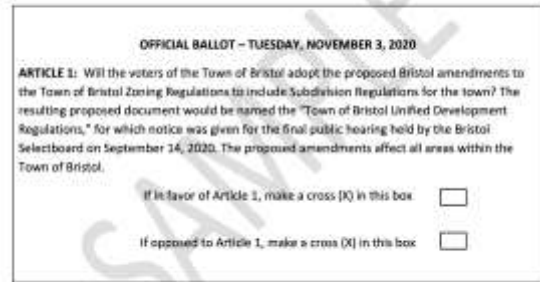 OFFICIAL BALLOT – TUESDAY, NOVEMBER 3, 2020
ARTICLE 1: Will the voters of the Town of Bristol adopt the proposed Bristol amendments to
the Town of Bristol Zoning Regulations to include Subdivision Regulations for the town? The
resulting proposed document would be named the "Town of Bristol Unified Development
Regulations," for which notice was given for the final public hearing held by the Bristol
Selectboard on September 14, 2020. The proposed amendments affect all areas within the
Town of Bristol.
If in favor of Article 1, make a cross (X) in this box
If opposed to Article 1, make a cross (X) in this box
SAMPLE